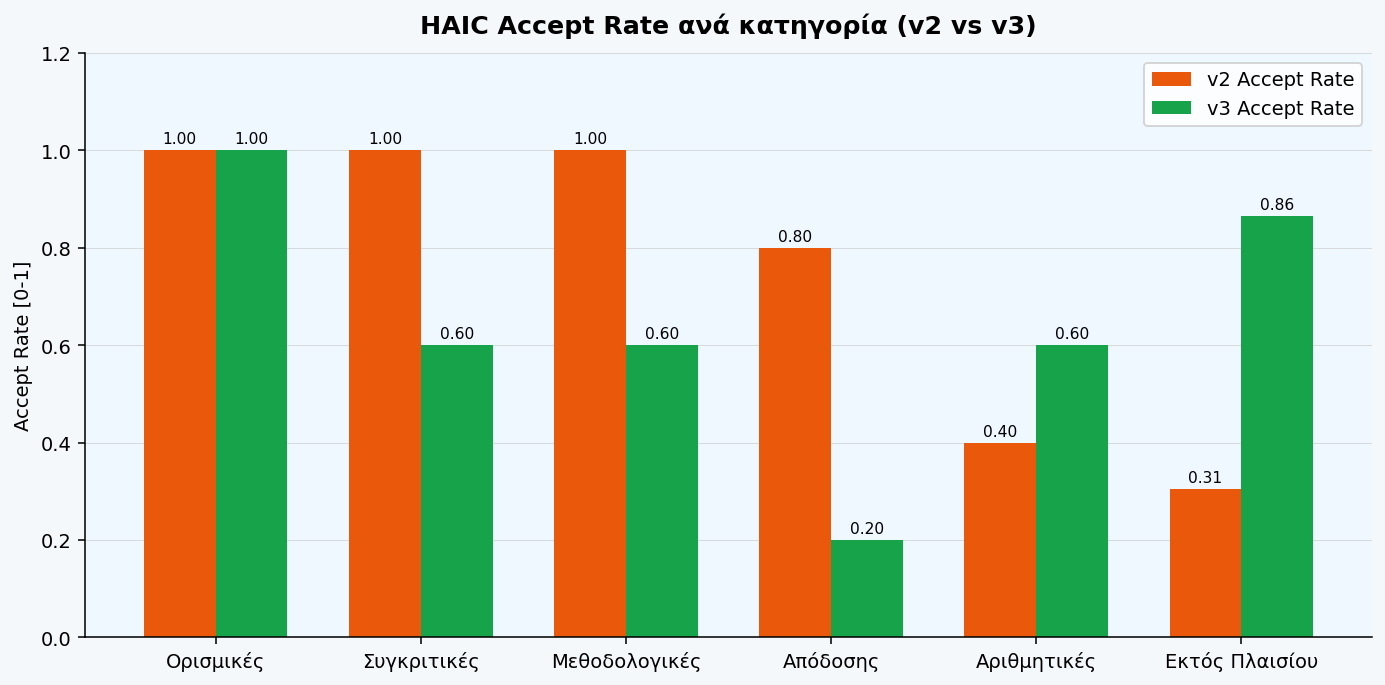 HAIC Accept Rate ανά κατηγορία (v2 vs v3)
v2 Accept Rate
v3 Accept Rate
Accept Rate [0-1]
1.2
1.0
0.8
0.6
0.4
0.2
0.0
1.00 1.00
1.00 0.60
1.00 0.60
0.80 0.20
0.40 0.60
0.31 0.86
Ορισμικές Συγκριτικές Μεθοδολογικές Απόδοσης Αριθμητικές Εκτός Πλαισίου